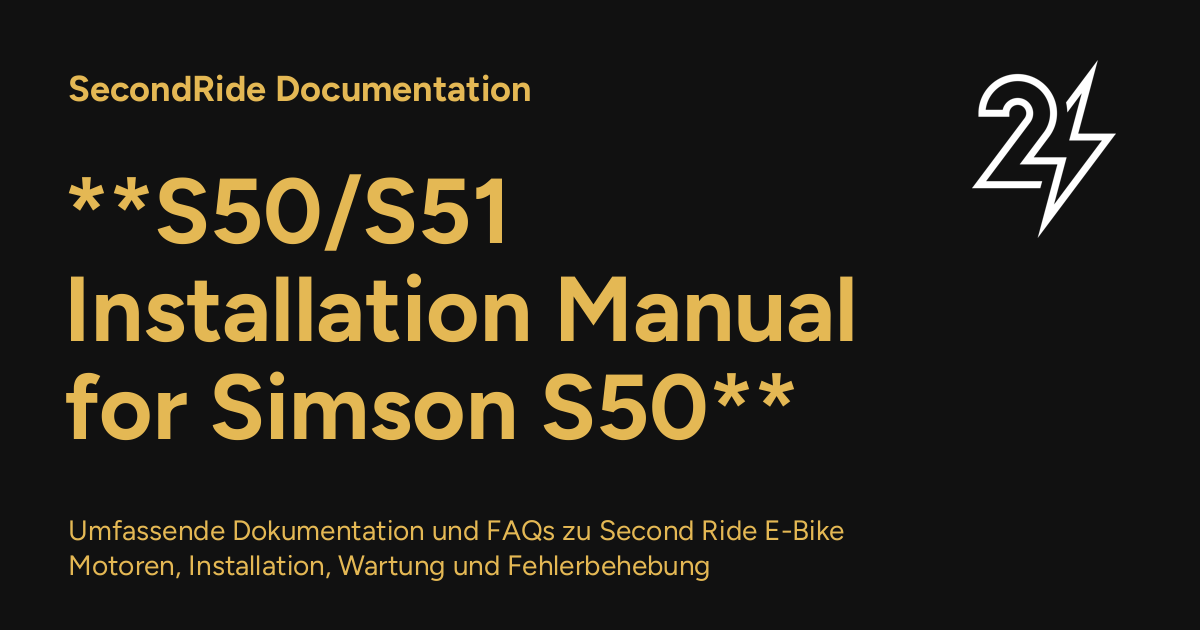 SecondRide Documentation
2
**S50/S51
Installation Manual
for Simson S50**
Umfassende Dokumentation und FAQs zu Second Ride E-Bike
Motoren, Installation, Wartung und Fehlerbehebung